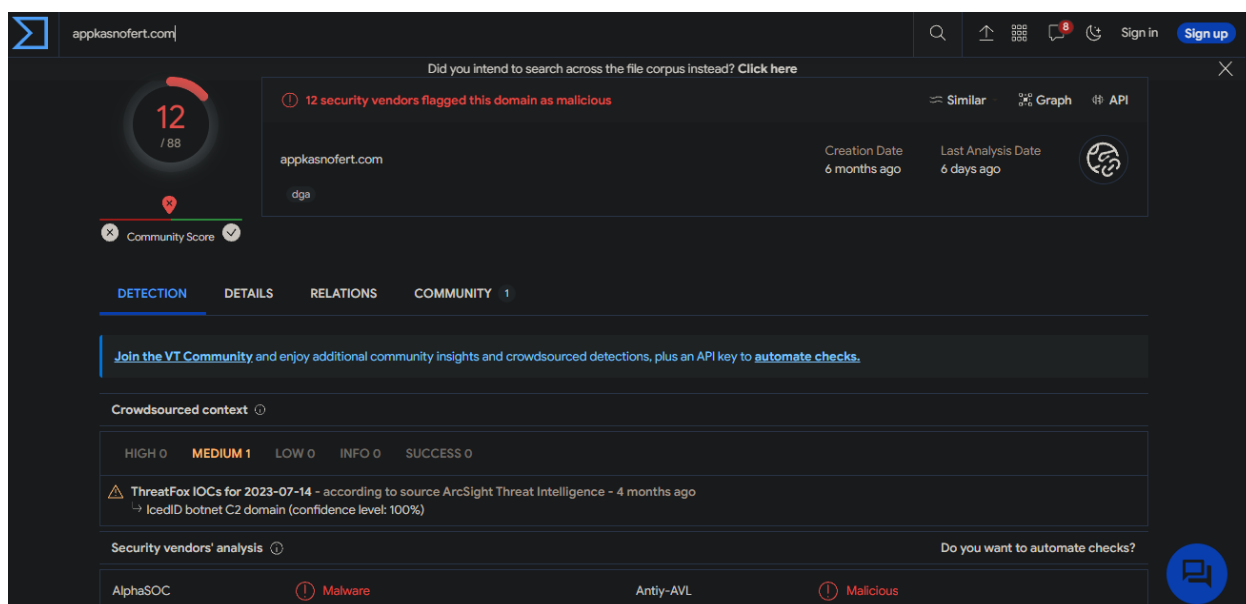 appkasnofert.com
8
Sign in
Sign up
Did you intend to search across the file corpus instead? Click here
12
/ 88
Community Score
12 security vendors flagged this domain as malicious
Similar
Graph
API
appkasnofert.com
dga
Creation Date
6 months ago
Last Analysis Date
6 days ago
DETECTION
DETAILS
RELATIONS
COMMUNITY 1
Join the VT Community and enjoy additional community insights and crowdsourced detections, plus an API key to automate checks.
Crowdsourced context
HIGH 0 MEDIUM 1 LOW 0 INFO 0 SUCCESS 0
ThreatFox IOCs for 2023-07-14 - according to source ArcSight Threat Intelligence - 4 months ago
IcedID botnet C2 domain (confidence level: 100%)
Security vendors' analysis
Do you want to automate checks?
AlphaSOC
Malware
Antiy-AVL
Malicious